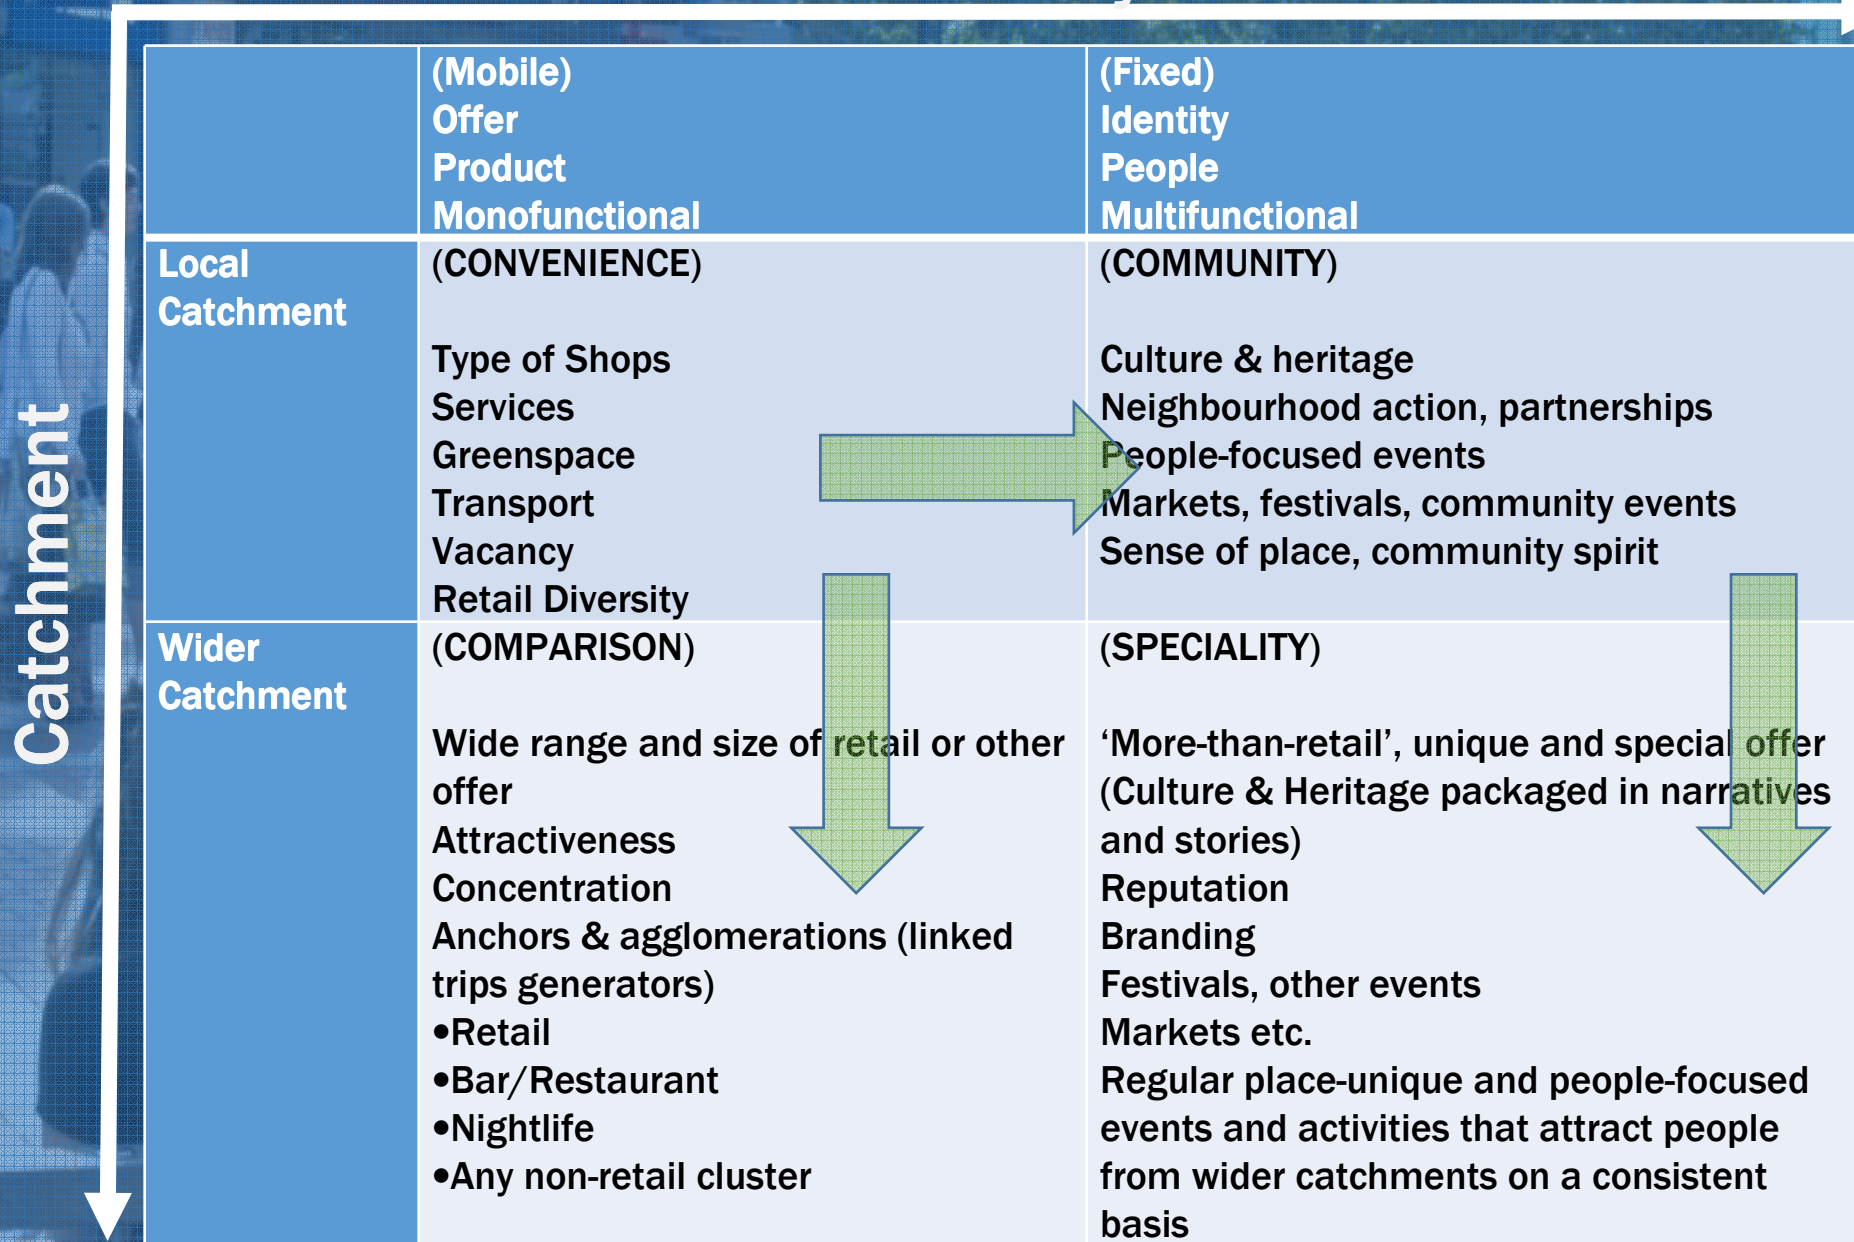 (Mobile)
Offer
Product
Monofunctional
(Fixed)
Identity
People
Multifunctional
Catchment
Local
Catchment
(CONVENIENCE)
Type of Shops
Services
Greenspace
Transport
Vacancy
Retail Diversity
(COMMUNITY)
Culture & heritage
Neighbourhood action, partnerships
People-focused events
Markets, festivals, community events
Sense of place, community spirit
Wider
Catchment
(COMPARISON)
Wide range and size of retail or other
offer
Attractiveness
Concentration
Anchors & agglomerations (linked
trips generators)
•Retail
•Bar/Restaurant
•Nightlife
•Any non-retail cluster
(SPECIALITY)
‘More-than-retail’, unique and special offer
(Culture & Heritage packaged in narratives
and stories)
Reputation
Branding
Festivals, other events
Markets etc.
Regular place-unique and people-focused
events and activities that attract people
from wider catchments on a consistent
basis